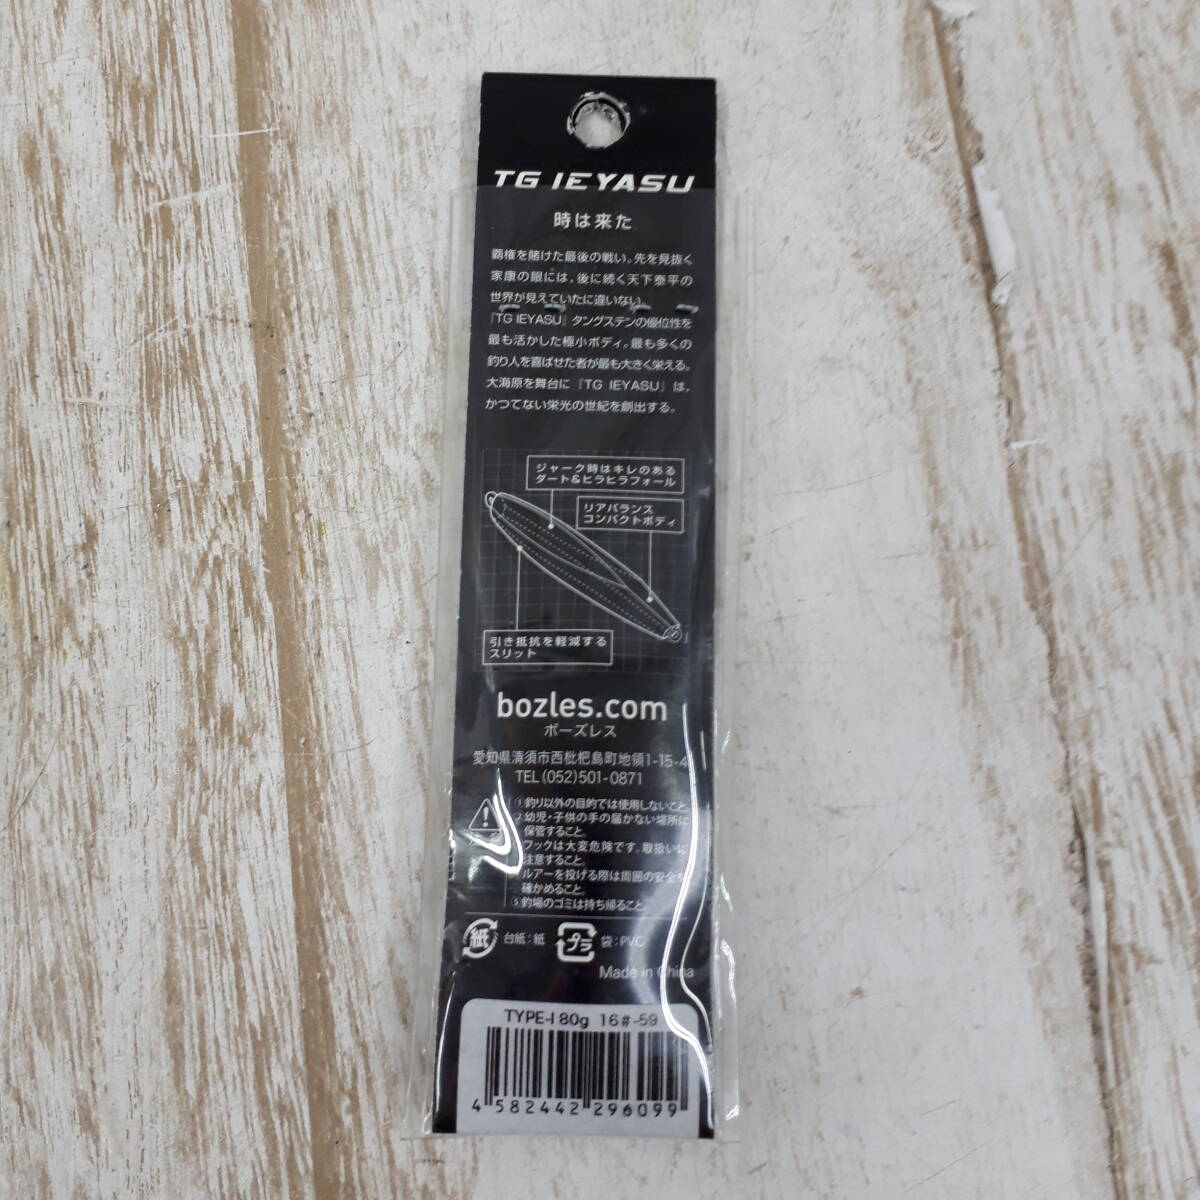 TG IEYASU
時は来た
覇権を賭けた最後の戦い。先を見抜く
家康の眼には、後に続く天下泰平の
世界が見えていたに違いない。
『TG IEYASU』タングステンの優位性を
最も活かした極小ボディ。最も多くの
釣り人を喜ばせた者が最も大きく栄える。
大海原を舞台に『TG IEYASU』は、
かつてない栄光の世紀を創出する。
ジャーク時はキレのある
ダート&ヒラヒラフォール
リアバランス
コンパクトボディ
引き抵抗を軽減する
スリット
bozles.com
ボーズレス
愛知県清須市西枇杷島町地領1-15-4
TEL(052)501-0871
①釣り以外の目的では使用しないこと。
幼児・子供の手の届かない場所に
保管すること。
フックは大変危険です。取扱いに
注意すること。
ルアーを投げる際は周囲の安全を
確かめること。
⑤釣場のゴミは持ち帰ること。
紙 台紙:紙 プラ 袋:PVC
Made in China
TYPE-I 80g 16#-59
4 582442 296099